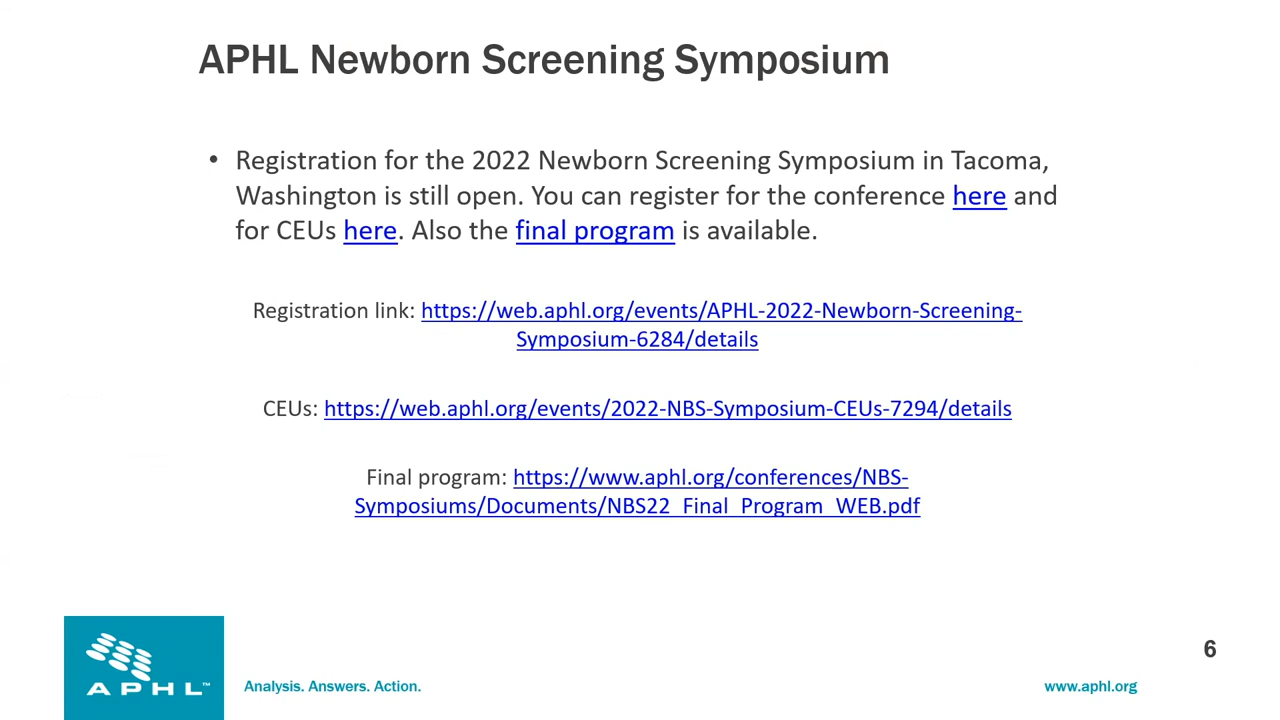 APHL Newborn Screening Symposium
• Registration for the 2022 Newborn Screening Symposium in Tacoma,
Washington is still open. You can register for the conference here and
for CEUs here. Also the final program is available.
Registration link: https://web.aphl.org/events/APHL-2022-Newborn-Screening-
Symposium-6284/details
CEUs: https://web.aphl.org/events/2022-NBS-Symposium-CEUs-7294/details
Final program: https://www.aphl.org/conferences/NBS-
Symposiums/Documents/NBS22_Final_Program_WEB.pdf
6
APHL™
Analysis. Answers. Action.
www.aphl.org